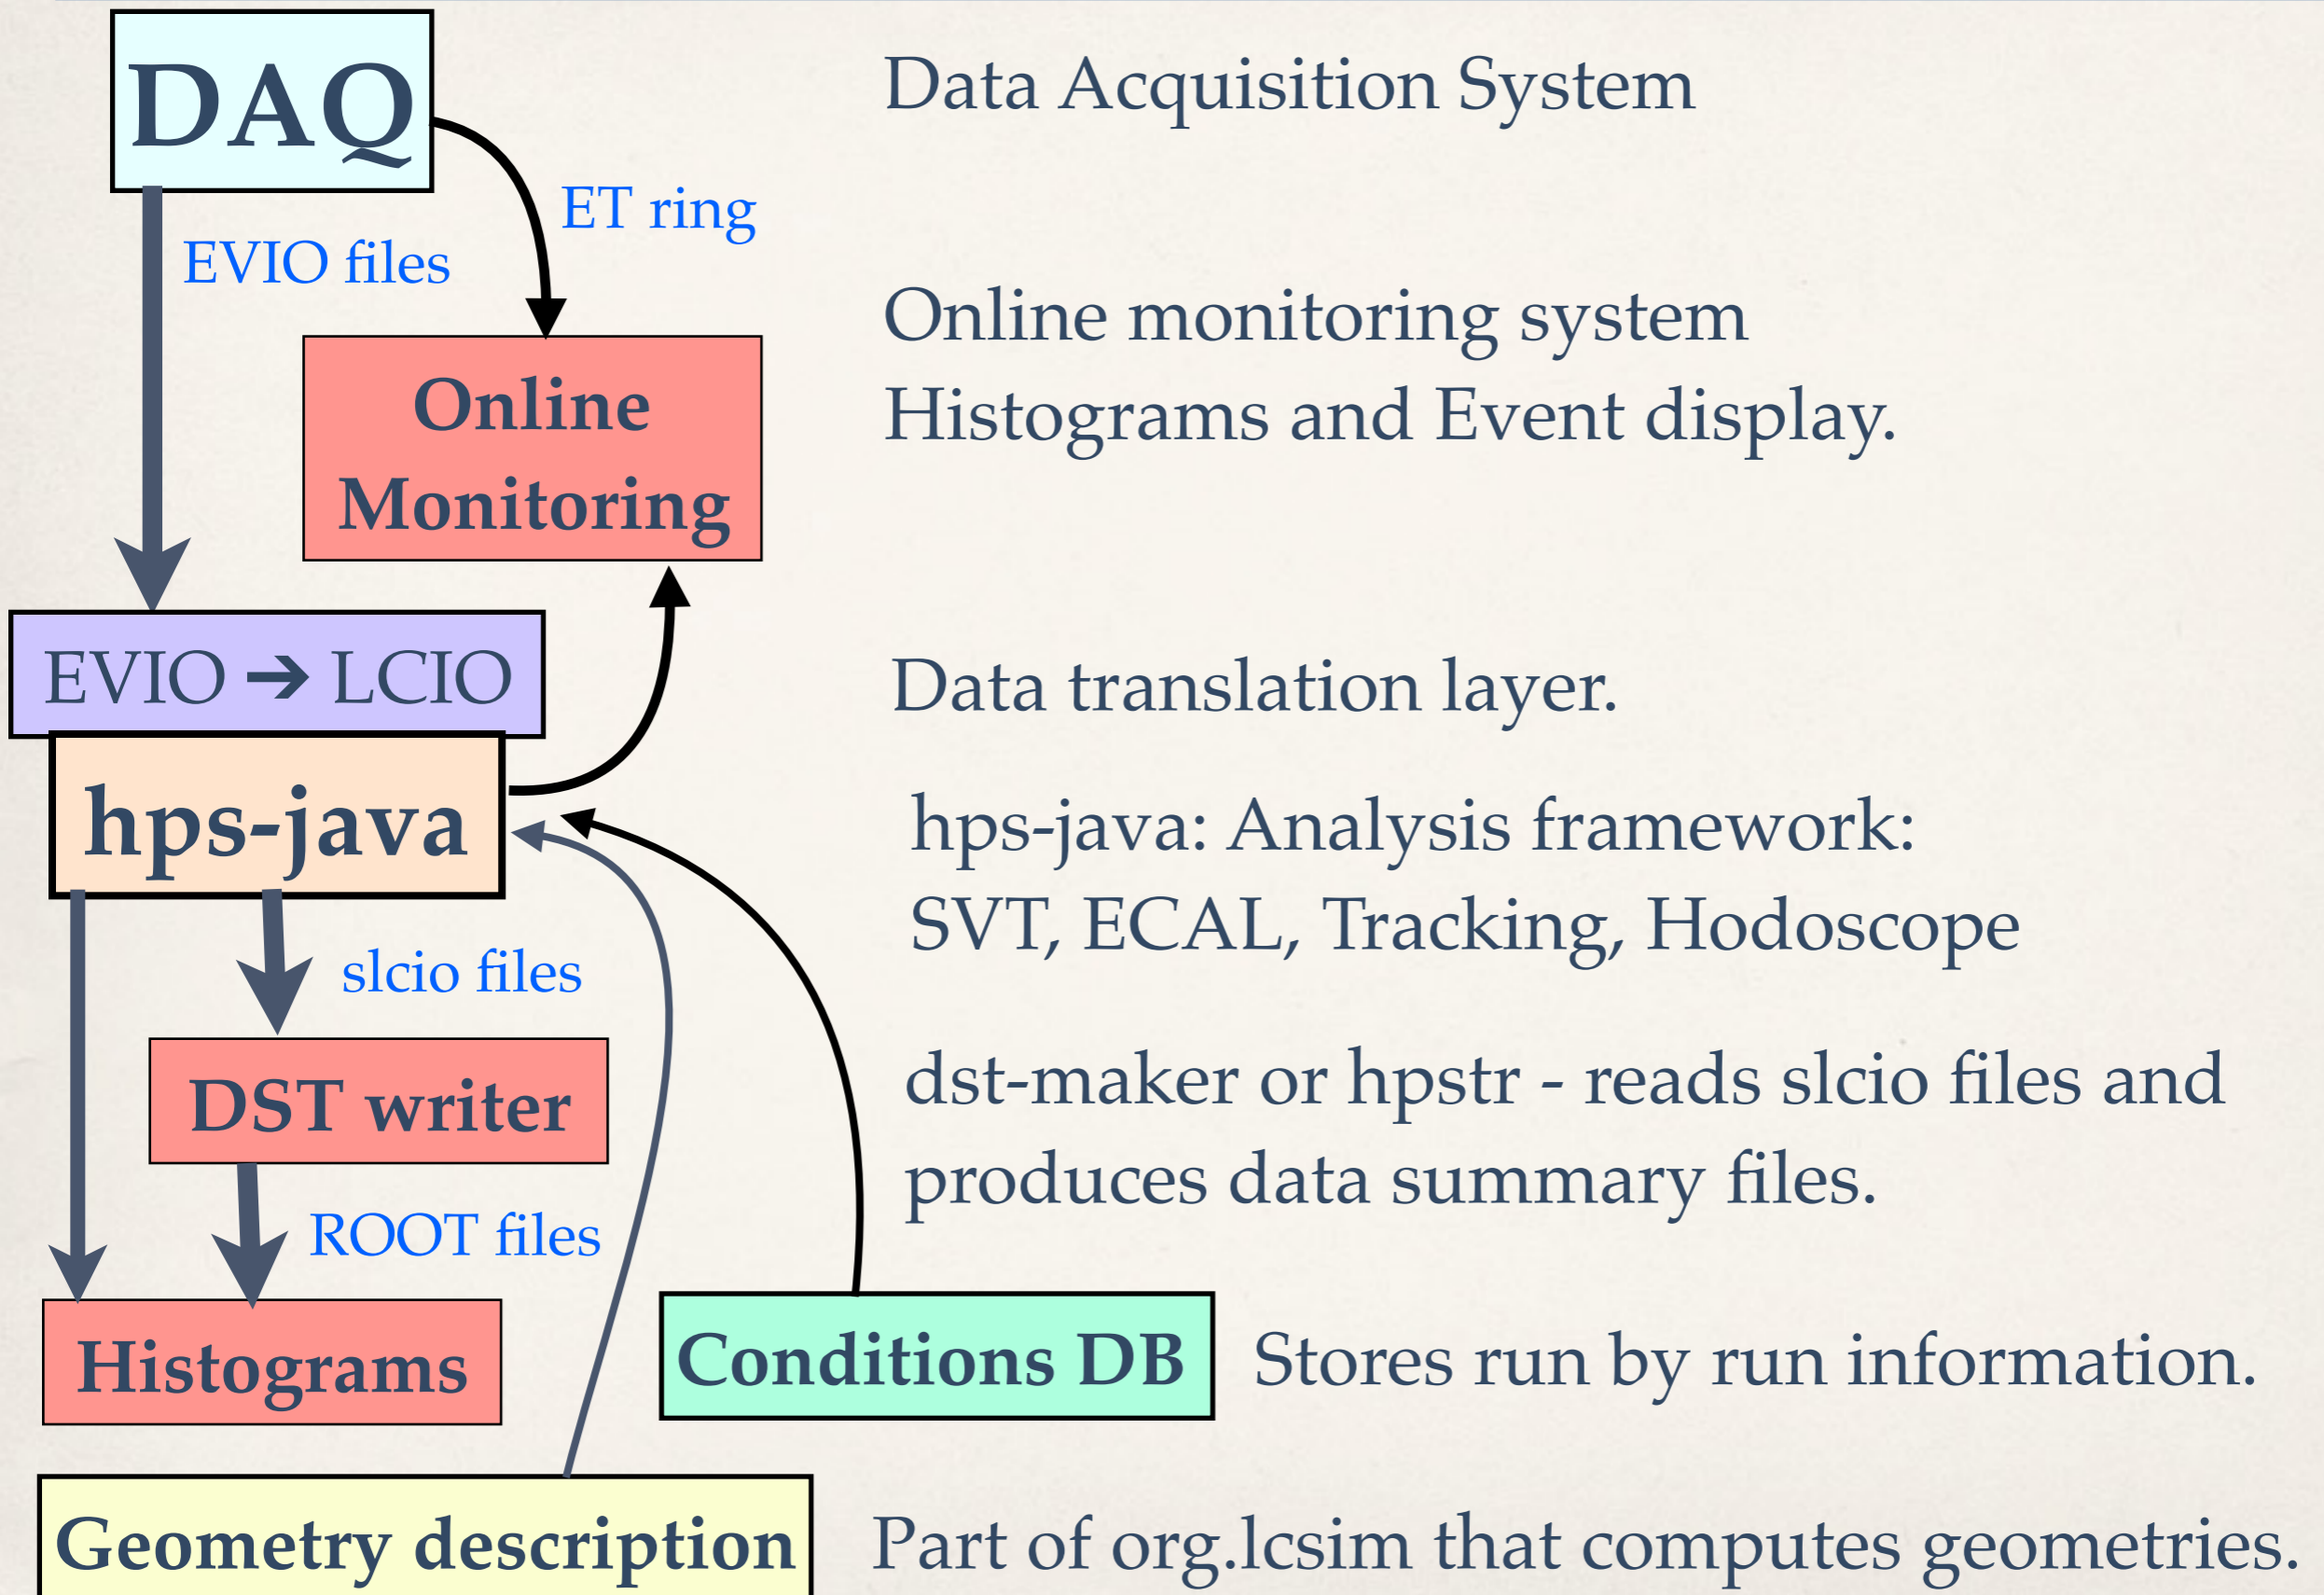 DAQ
Data Acquisition System
ET ring
EVIO files
Online monitoring system
Histograms and Event display.
Online
Monitoring
EVIO ➔ LCIO
Data translation layer.
hps-java
hps-java: Analysis framework:
SVT, ECAL, Tracking, Hodoscope
slcio files
DST writer
dst-maker or hpstr - reads slcio files and
produces data summary files.
ROOT files
Histograms
Conditions DB
Stores run by run information.
Geometry description
Part of org.lcsim that computes geometries.